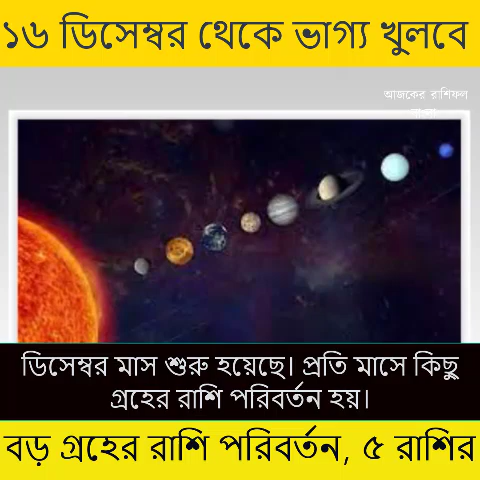 ১৬ ডিসেম্বর থেকে ভাগ্য খুলবে
আজকের রাশিফল
বাংলা
ডিসেম্বর মাস শুরু হয়েছে। প্রতি মাসে কিছু
গ্রহের রাশি পরিবর্তন হয়।
বড় গ্রহের রাশি পরিবর্তন, ৫ রাশির